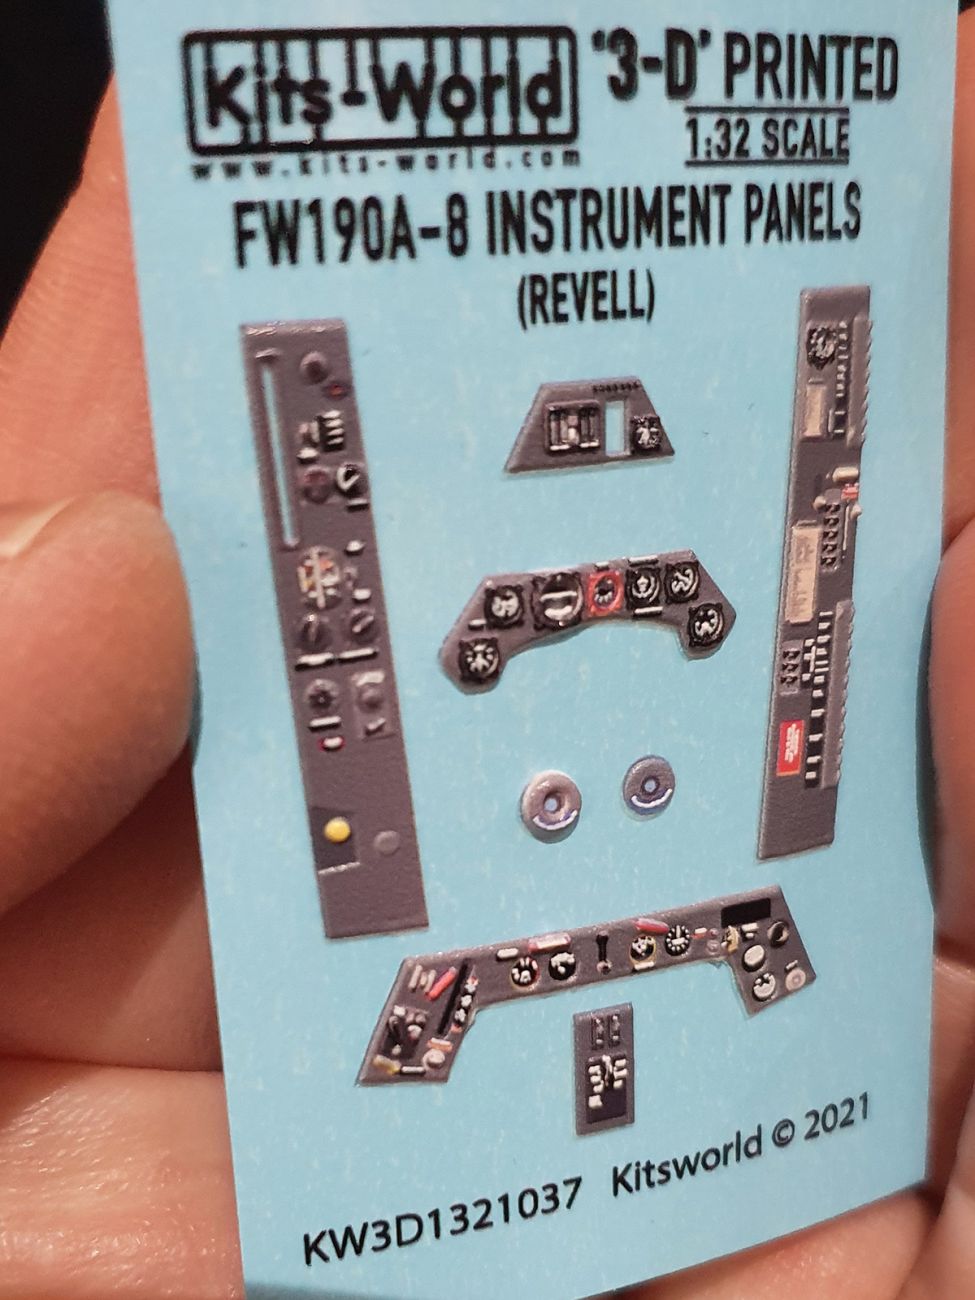 Kits-World
www.kits-world.com
'3-D' PRINTED
1:32 SCALE
FW190A-8 INSTRUMENT PANELS
(REVELL)
KW3D1321037 Kitsworld © 2021